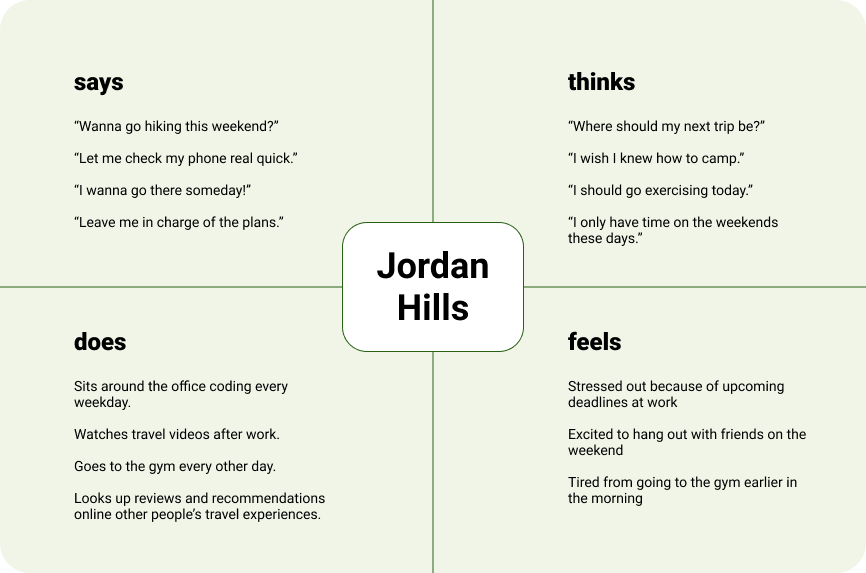 says
“Wanna go hiking this weekend?”
“Let me check my phone real quick.”
“I wanna go there someday!”
“Leave me in charge of the plans.”
thinks
“Where should my next trip be?”
“I wish I knew how to camp.”
“I should go exercising today.”
“I only have time on the weekends
these days.”
Jordan
Hills
does
Sits around the office coding every
weekday.
Watches travel videos after work.
Goes to the gym every other day.
Looks up reviews and recommendations
online other people’s travel experiences.
feels
Stressed out because of upcoming
deadlines at work
Excited to hang out with friends on the
weekend
Tired from going to the gym earlier in
the morning